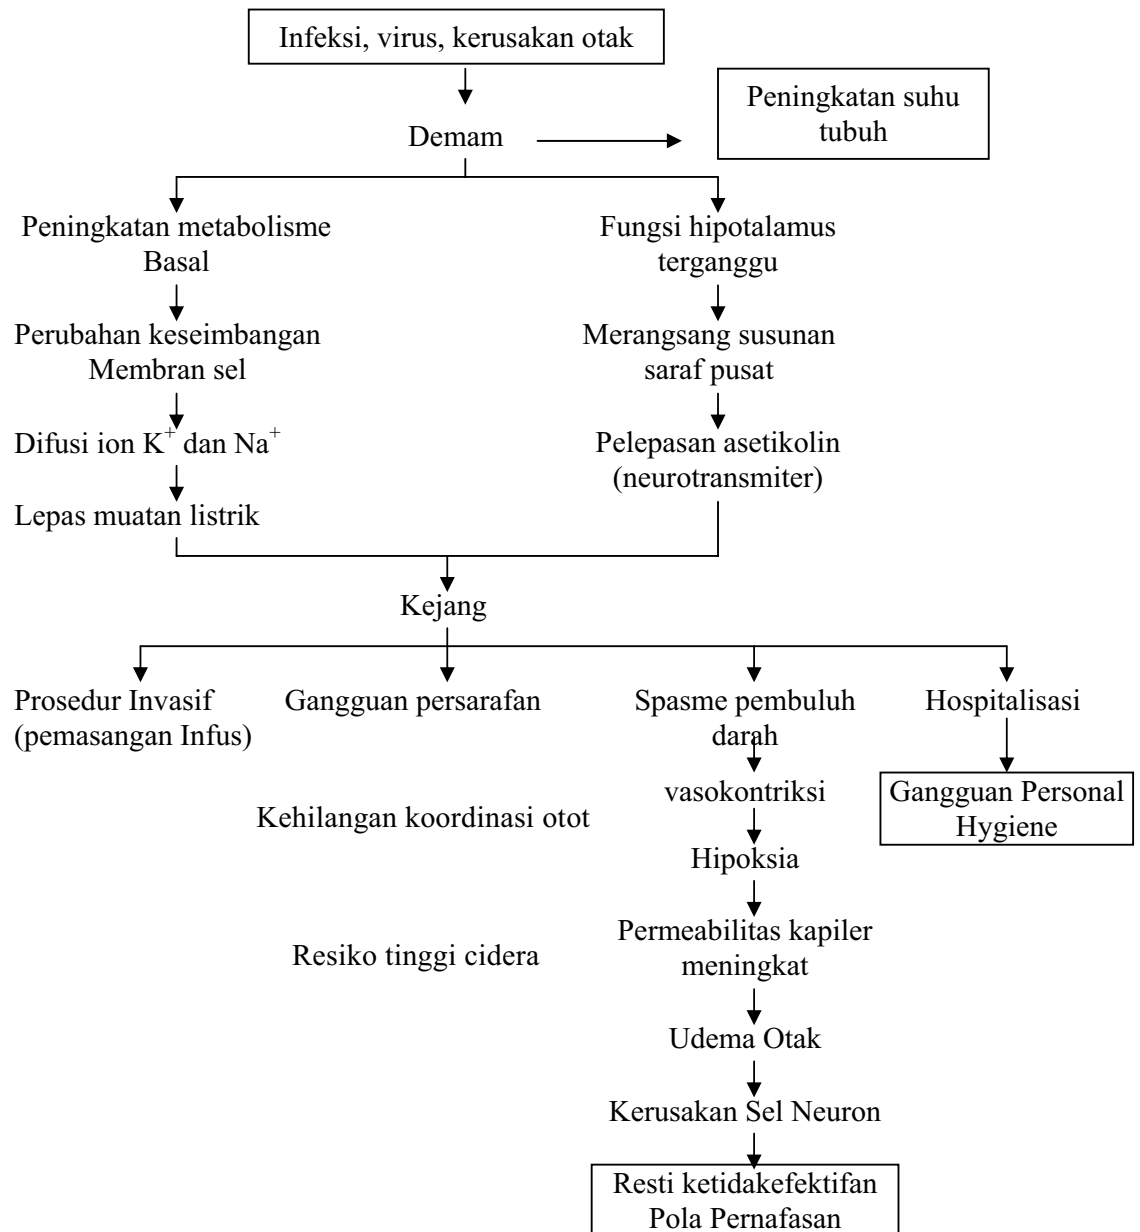 Infeksi, virus, kerusakan otak
Peningkatan suhu
tubuh
Demam
Peningkatan metabolisme
Basal
Fungsi hipotalamus
terganggu
Perubahan keseimbangan
Membran sel
Merangsang susunan
saraf pusat
Difusi ion K⁺ dan Na⁺
Pelepasan asetikolin
(neurotransmiter)
Lepas muatan listrik
Kejang
Prosedur Invasif
(pemasangan Infus)
Gangguan persarafan
Spasme pembuluh
darah
Hospitalisasi
vasokontriksi
Gangguan Personal
Hygiene
Kehilangan koordinasi otot
Hipoksia
Permeabilitas kapiler
meningkat
Resiko tinggi cidera
Udema Otak
Kerusakan Sel Neuron
Resti ketidakefektifan
Pola Pernafasan